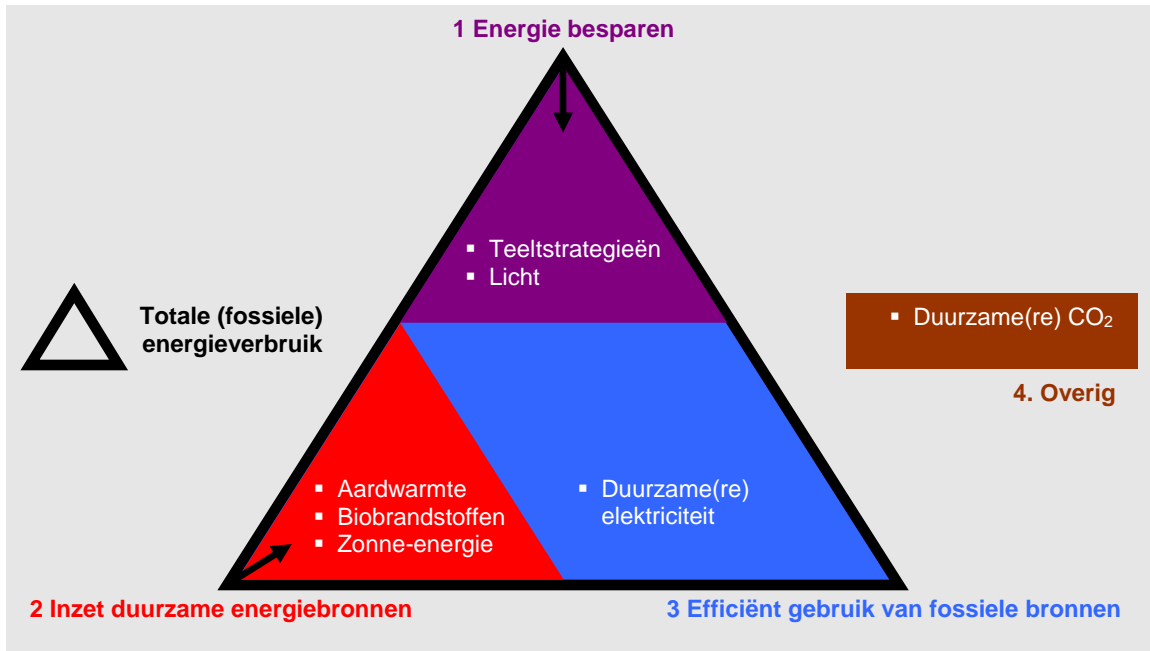 1 Energie besparen
▪ Teeltstrategieën
▪ Licht
Totale (fossiele)
energieverbruik
▪ Duurzame(re) CO₂
4. Overig
▪ Aardwarmte
▪ Biobrandstoffen
▪ Zonne-energie
▪ Duurzame(re)
elektriciteit
2 Inzet duurzame energiebronnen
3 Efficiënt gebruik van fossiele bronnen